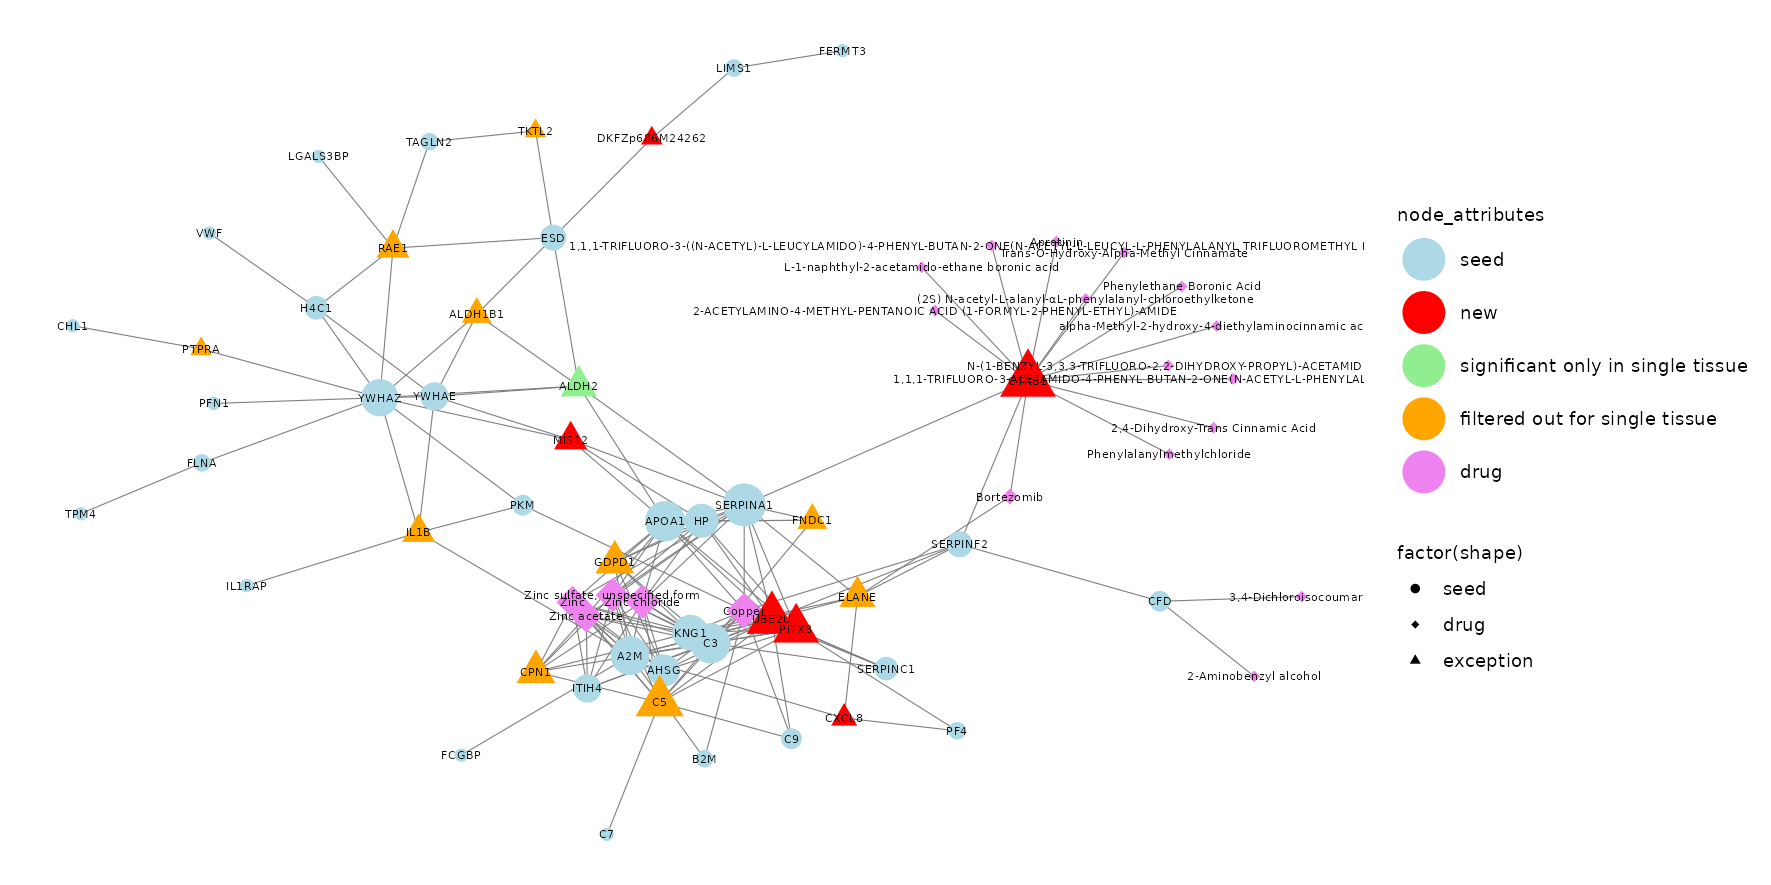 FERMT3
LIMS1
TKTL2
DKFZp686M24262
TAGLN2
LGALS3BP
VWF
RAE1
ESD
1,1,1-TRIFLUORO-3-((N-ACETYL)-L-LEUCYLAMIDO)-4-PHENYL-BUTAN-2-ONE(N-ACETYL-L-LEUCYL-L-PHENYLALANYL TRIFLUOROMETHYL
Aprotinin
Trans-O-Hydroxy-Alpha-Methyl Cinnamate
L-1-naphthyl-2-acetamido-ethane boronic acid
Phenylethane Boronic Acid
(2S) N-acetyl-L-alanyl-αL-phenylalanyl-chloroethylketone
H4C1
ALDH1B1
2-ACETYLAMINO-4-METHYL-PENTANOIC ACID (1-FORMYL-2-PHENYL-ETHYL)-AMIDE
alpha-Methyl-2-hydroxy-4-diethylaminocinnamic ac
CHL1
PTPRA
N-(1-BENZYL-3,3,3-TRIFLUORO-2,2-DIHYDROXY-PROPYL)-ACETAMID
1,1,1-TRIFLUORO-3-ACETAMIDO-4-PHENYL BUTAN-2-ONE(N-ACETYL-L-PHENYLAL
ALDH2
YWHAZ
YWHAE
PFN1
2,4-Dihydroxy-Trans Cinnamic Acid
MIS12
Phenylalanylmethylchloride
FLNA
Bortezomib
TPM4
PKM
SERPINA1
APOA1
HP
FNDC1
IL1B
SERPINF2
GDPD1
IL1RAP
Zinc sulfate, unspecified form
Zinc
Zinc chloride
Zinc acetate
Copper
UBE2U
PITX3
ELANE
CFD
3,4-Dichloroisocoumar
KNG1
C3
A2M
AHSG
CPN1
SERPINC1
2-Aminobenzyl alcohol
ITIH4
C5
CXCL8
PF4
C9
FCGBP
B2M
C7
node_attributes
seed
new
significant only in single tissue
filtered out for single tissue
drug
factor(shape)
seed
drug
exception